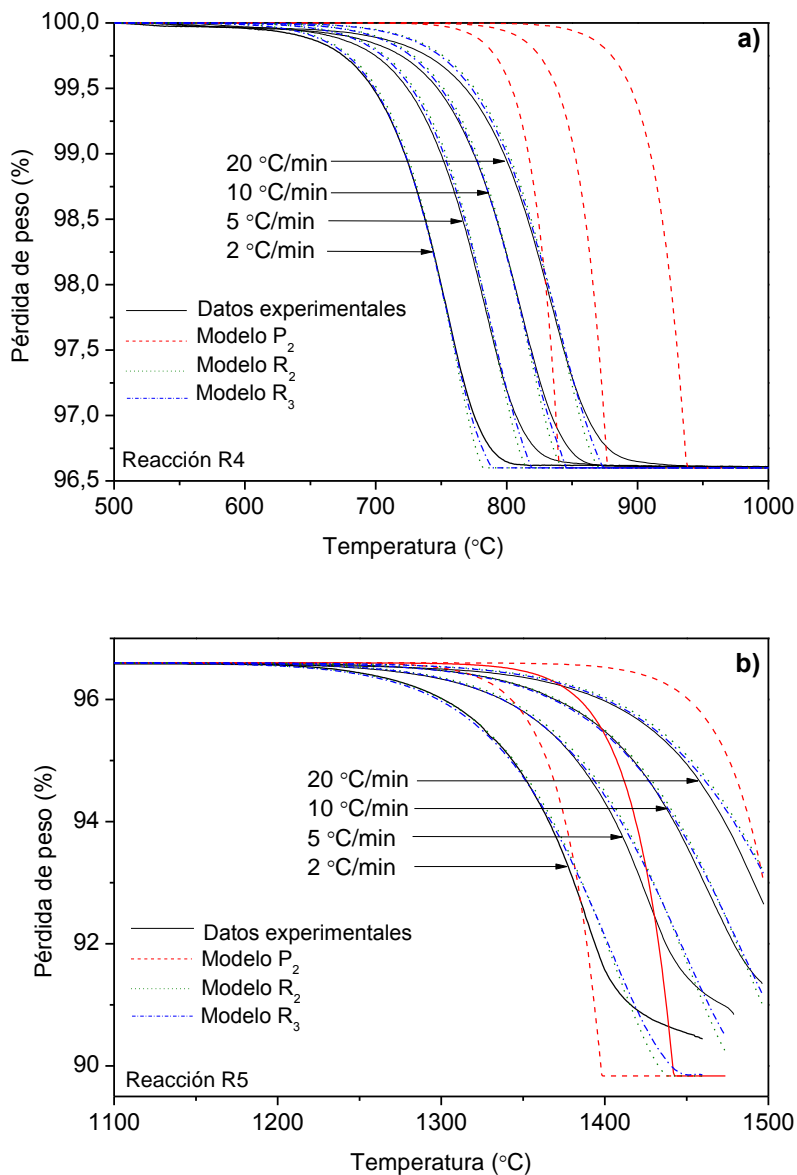 a)
100,0
99,5
99,0
98,5
98,0
97,5
97,0
96,5
Pérdida de peso (%)
20 °C/min
10 °C/min
5 °C/min
2 °C/min
Datos experimentales
Modelo P2
Modelo R2
Modelo R3
Reacción R4
500 600 700 800 900 1000
Temperatura (°C)
b)
96
94
92
90
Pérdida de peso (%)
20 °C/min
10 °C/min
5 °C/min
2 °C/min
Datos experimentales
Modelo P2
Modelo R2
Modelo R3
Reacción R5
1100 1200 1300 1400 1500
Temperatura (°C)